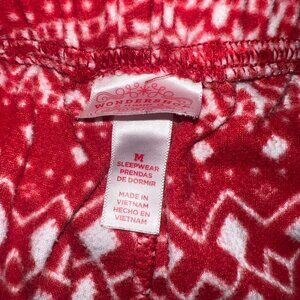 WONDERSHOP
M
SLEEPWEAR
PRENDAS
DE DORMIR
MADE IN
VIETNAM
HECHO EN
VIETNAM